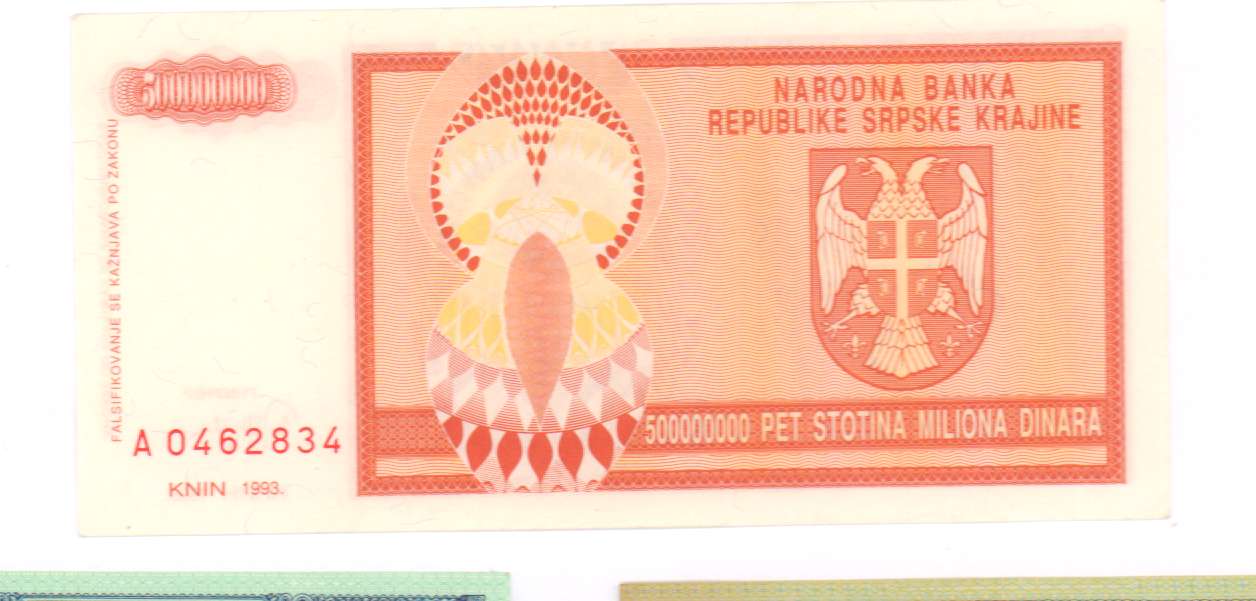 500000000
NARODNA BANKA
REPUBLIKE SRPSKE KRAJINE
FALSIFIKOVANJE SE KAŽNJAVA PO ZAKONU
500000000 PET STOTINA MILIONA DINARA
A 0462834
KNIN 1993.